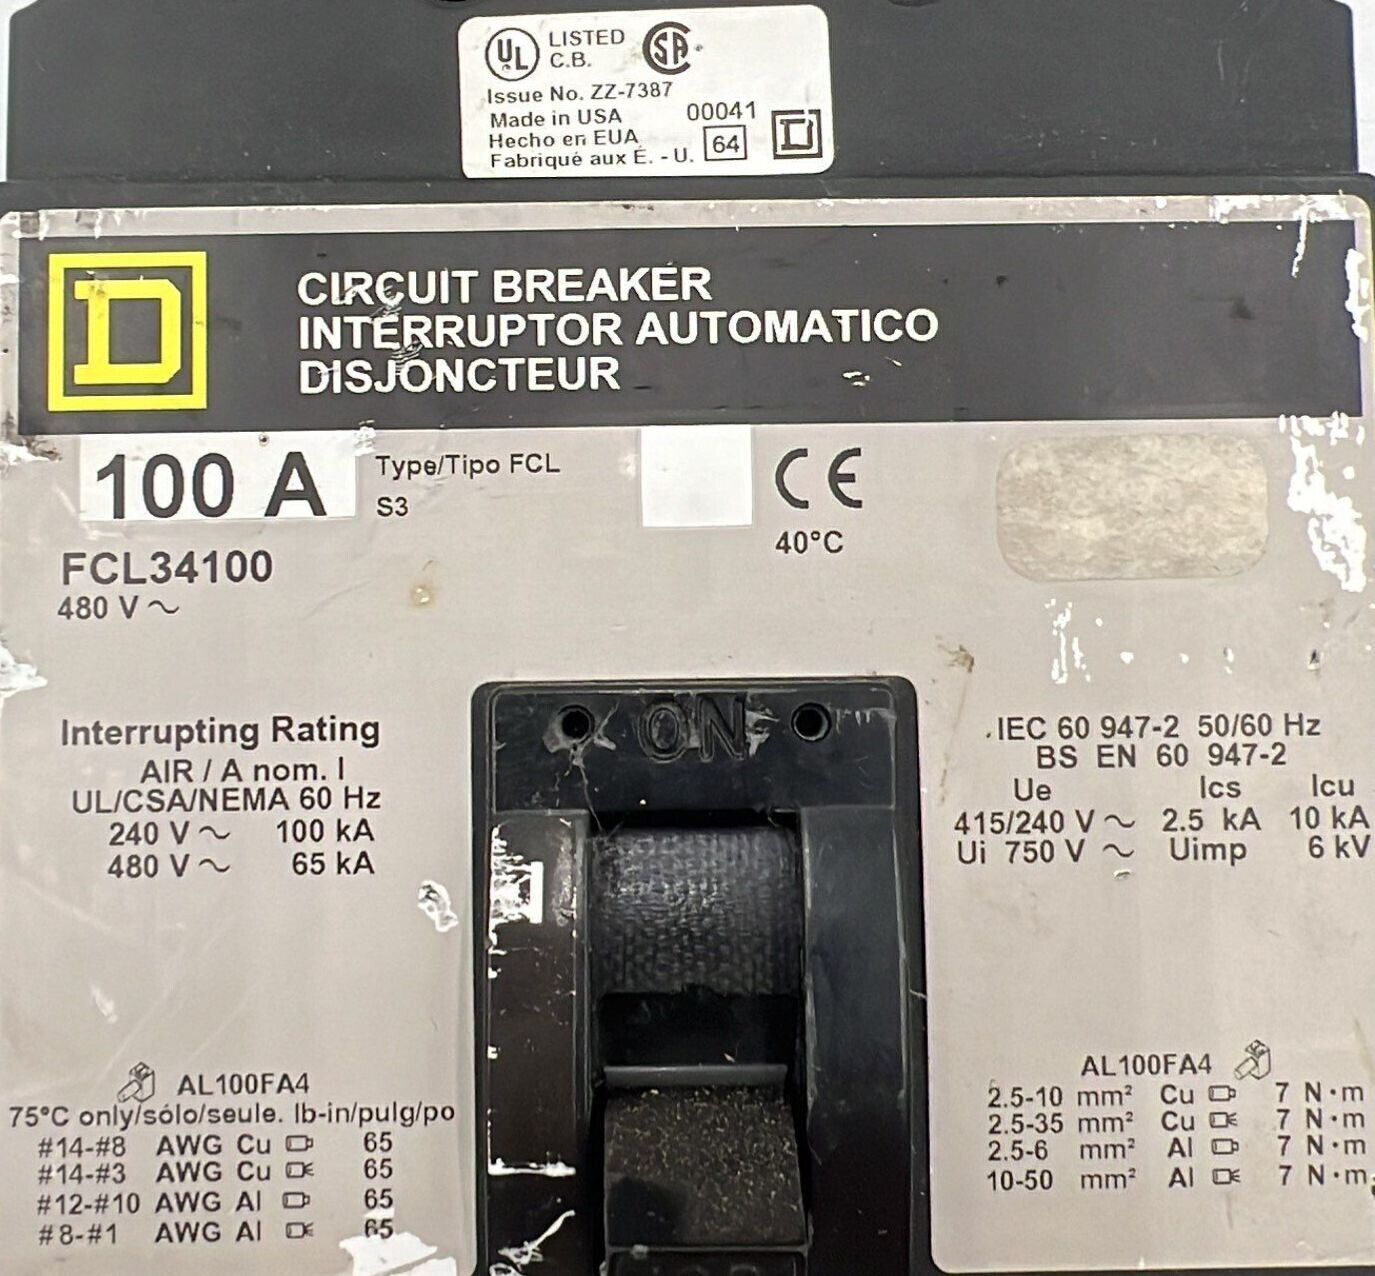 UL LISTED C.B. SA
Issue No. ZZ-7387
Made in USA 00041
Hecho en EUA 64 D
Fabriqué aux É. - U.
D
CIRCUIT BREAKER
INTERRUPTOR AUTOMATICO
DISJONCTEUR
100 A Type/Tipo FCL CE
S3
40°C
FCL34100
480 V ~
Interrupting Rating
AIR / A nom. I
UL/CSA/NEMA 60 Hz
240 V ~ 100 kA
480 V ~ 65 kA
ON
IEC 60 947-2 50/60 Hz
BS EN 60 947-2
Ue Ics Icu
415/240 V ~ 2.5 kA 10 kA
Ui 750 V ~ Uimp 6 kV
AL100FA4
75°C only/sólo/seule. lb-in/pulg/po
#14-#8 AWG Cu 65
#14-#3 AWG Cu 65
#12-#10 AWG Al 65
#8-#1 AWG Al 65
AL100FA4
2.5-10 mm² Cu 7 N·m
2.5-35 mm² Cu 7 N·m
2.5-6 mm² Al 7 N·m
10-50 mm² Al 7 N·m